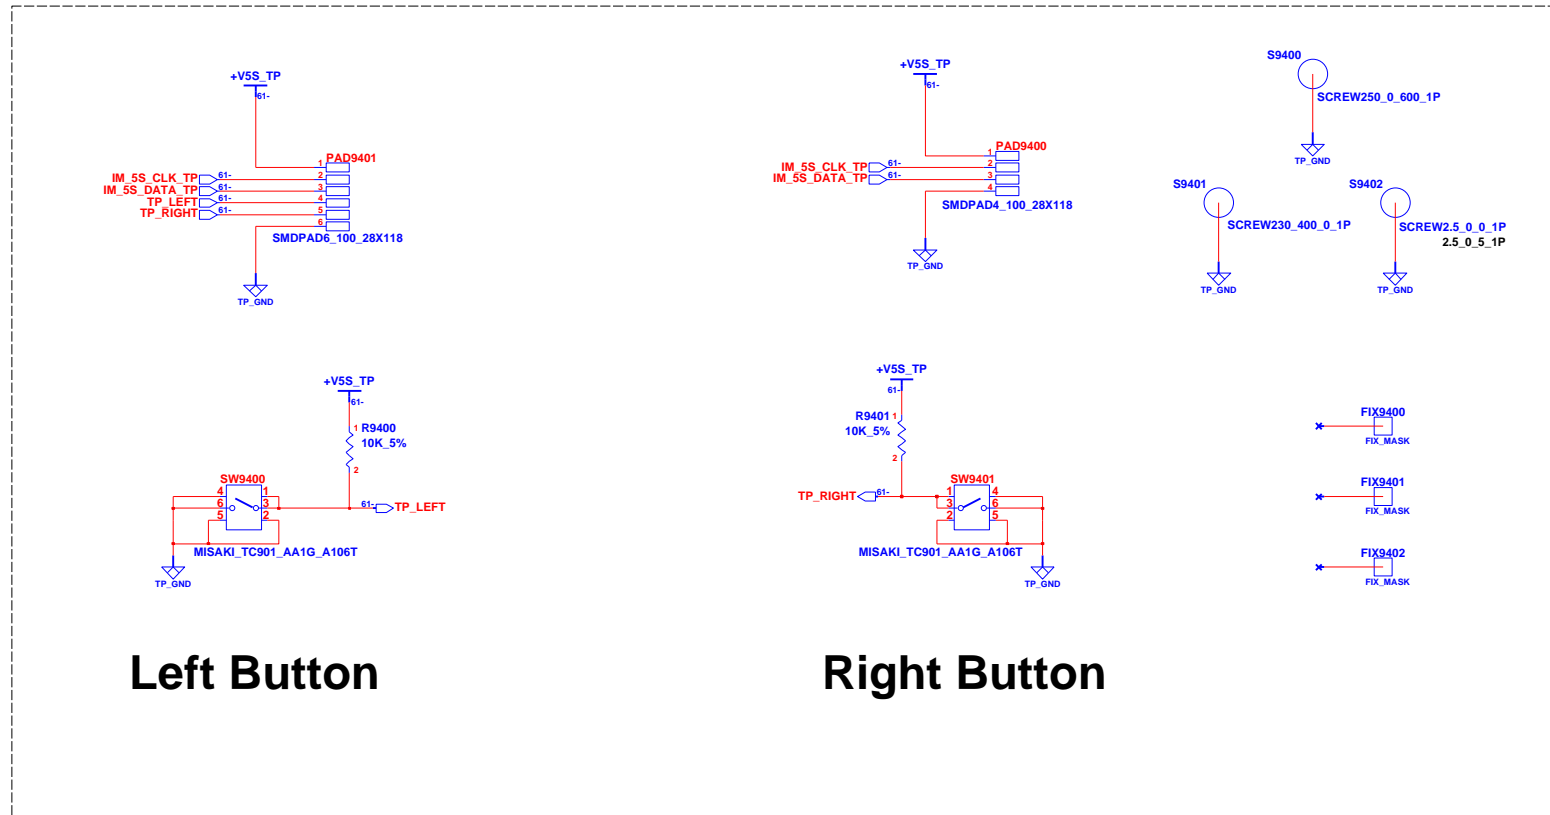 +V5S_TP
61-
PAD9401
1
IM_5S_CLK_TP 61- 2
IM_5S_DATA_TP 61- 3
TP_LEFT 61- 4
TP_RIGHT 61- 5
6
SMDPAD6_100_28X118
TP_GND
+V5S_TP
61-
PAD9400
1
IM_5S_CLK_TP 61- 2
IM_5S_DATA_TP 61- 3
4
SMDPAD4_100_28X118
TP_GND
S9400
SCREW250_0_600_1P
TP_GND
S9401
SCREW230_400_0_1P
TP_GND
S9402
SCREW2.5_0_0_1P
2.5_0_5_1P
TP_GND
+V5S_TP
61-
1 R9400
10K_5%
2
SW9400
4 1
6 3
5 2
61- TP_LEFT
MISAKI_TC901_AA1G_A106T
TP_GND
+V5S_TP
61-
R9401 1
10K_5%
2
TP_RIGHT 61-
SW9401
1 4
3 6
2 5
MISAKI_TC901_AA1G_A106T
TP_GND
FIX9400
FIX_MASK
FIX9401
FIX_MASK
FIX9402
FIX_MASK
Left Button
Right Button